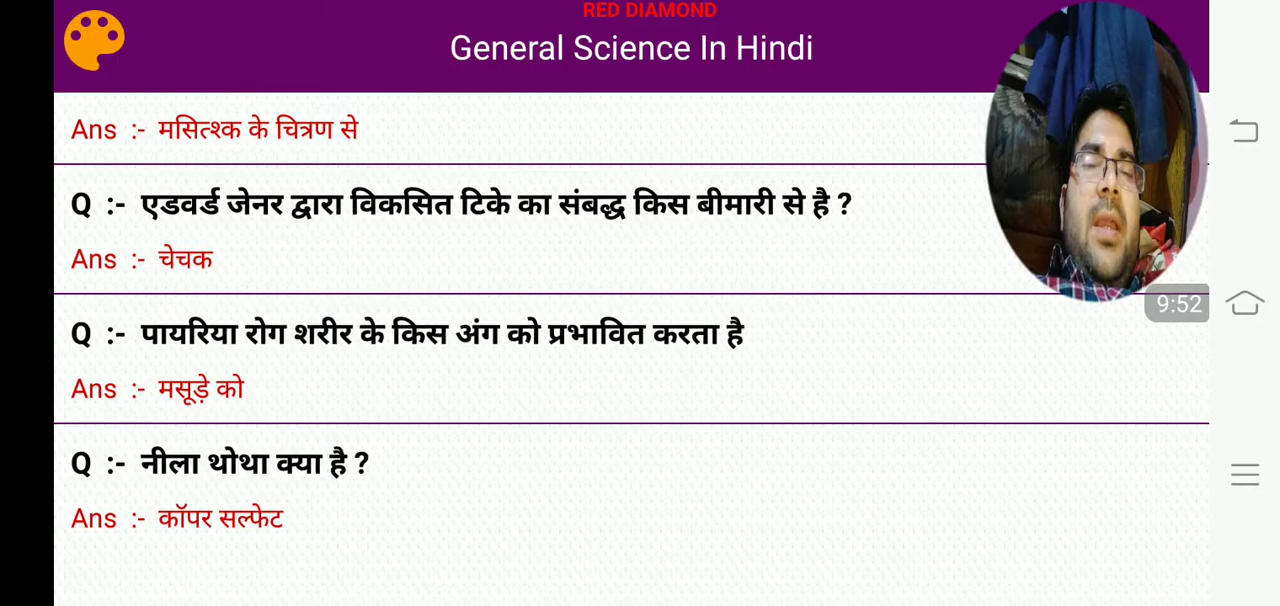 RED DIAMOND
General Science In Hindi
Ans :- मसित्श्क के चित्रण से
Q :- एडवर्ड जेनर द्वारा विकसित टिके का संबद्ध किस बीमारी से है ?
Ans :- चेचक
9:52
Q :- पायरिया रोग शरीर के किस अंग को प्रभावित करता है
Ans :- मसूड़े को
Q :- नीला थोथा क्या है ?
Ans :- कॉपर सल्फेट